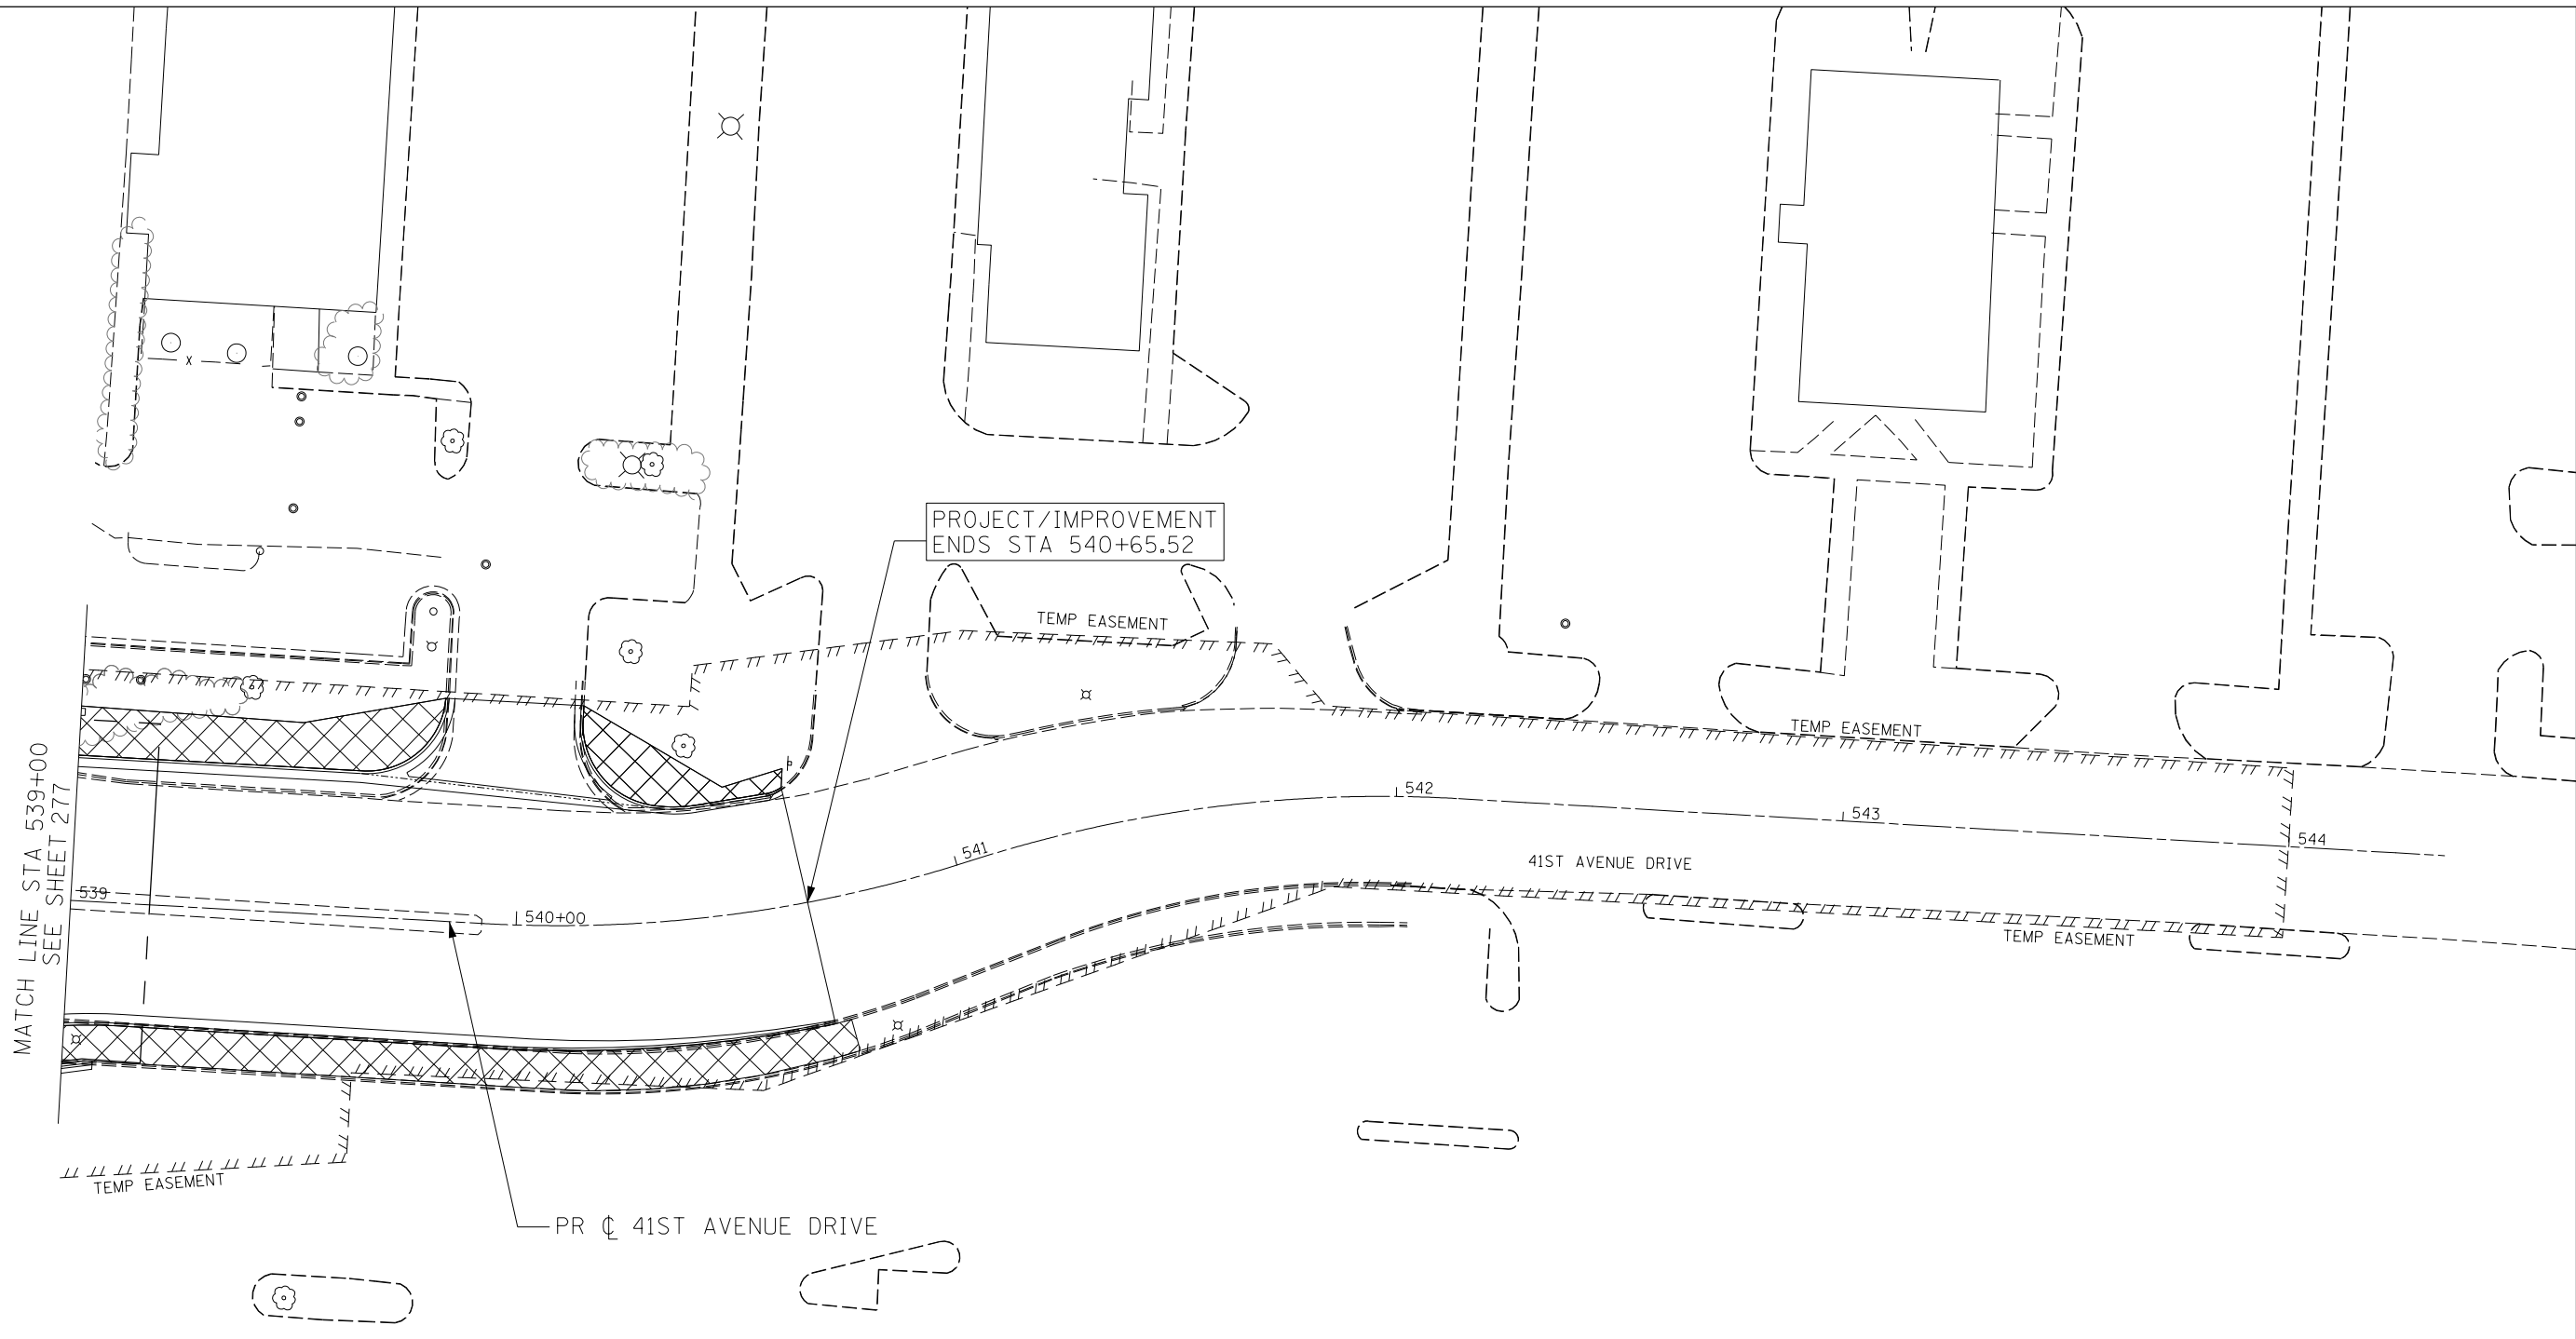 PROJECT/IMPROVEMENT
ENDS STA 540+65.52
TEMP EASEMENT
TEMP EASEMENT
MATCH LINE STA 539+00
SEE SHEET 277
539
540+00
541
542
543
544
41ST AVENUE DRIVE
TEMP EASEMENT
TEMP EASEMENT
PR ℄ 41ST AVENUE DRIVE
X